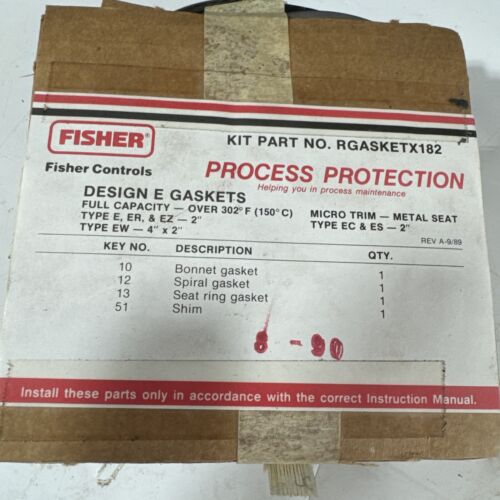 FISHER®
KIT PART NO. RGASKETX182
Fisher Controls
PROCESS PROTECTION
Helping you in process maintenance
DESIGN E GASKETS
FULL CAPACITY — OVER 302°F (150°C)
TYPE E, ER, & EZ — 2"
TYPE EW — 4" x 2"
MICRO TRIM — METAL SEAT
TYPE EC & ES — 2"
REV A-9/89
KEY NO. DESCRIPTION QTY.
10 Bonnet gasket 1
12 Spiral gasket 1
13 Seat ring gasket 1
51 Shim 1
8 - 90
Install these parts only in accordance with the correct Instruction Manual.